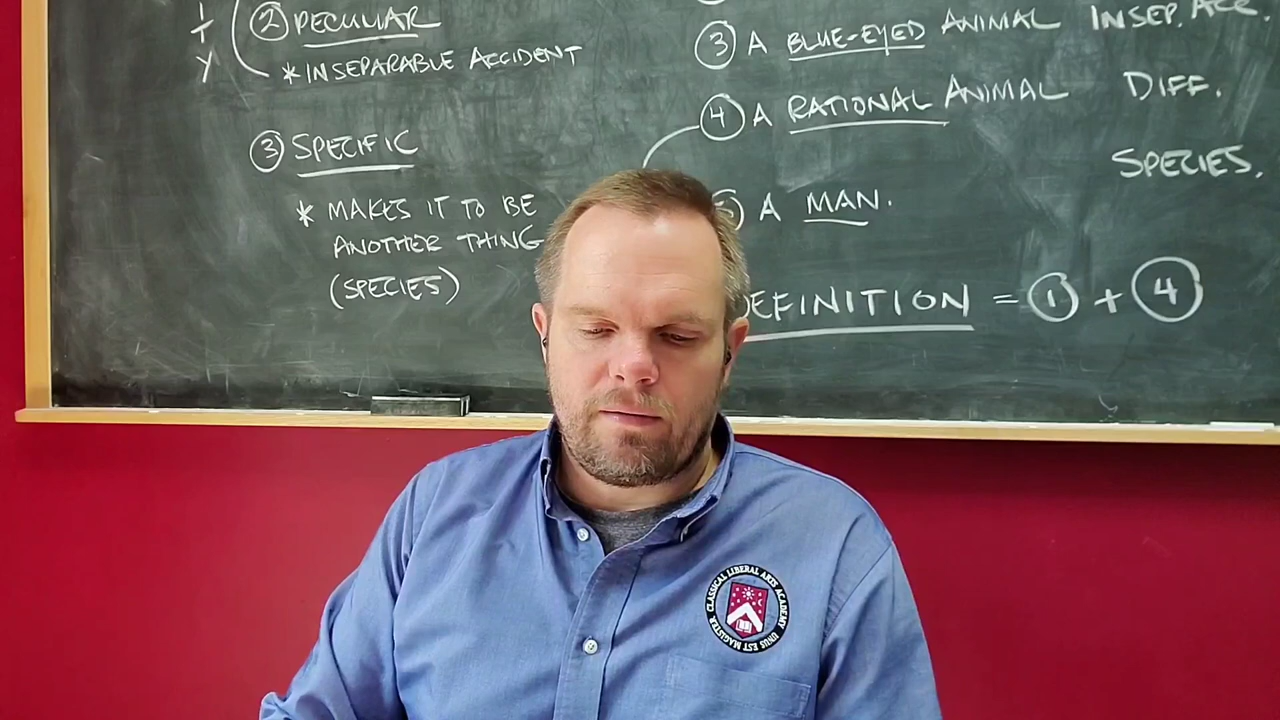 ② PECULIAR
* INSEPARABLE ACCIDENT
③ SPECIFIC
* MAKES IT TO BE
ANOTHER THING
(SPECIES)
③ A BLUE-EYED ANIMAL INSEP. ACC.
④ A RATIONAL ANIMAL DIFF.
SPECIES.
A MAN.
EFINITION = ① + ④
CLASSICAL LIBERAL ARTS ACADEMY
UNUS EST MAGISTER